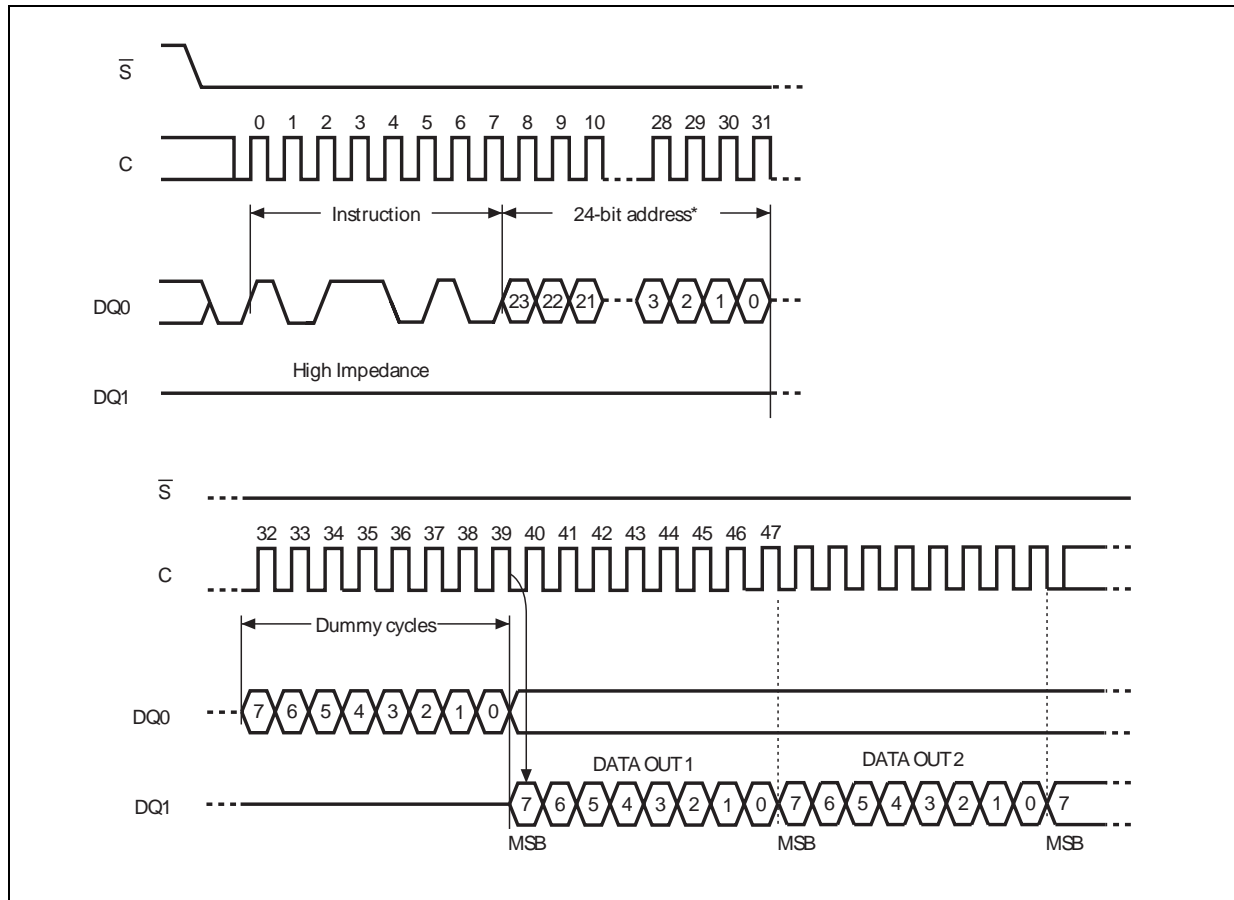 S
0 1 2 3 4 5 6 7 8 9 10 28 29 30 31
C
Instruction 24-bit address*
DQ0 23 22 21 3 2 1 0
High Impedance
DQ1
S
32 33 34 35 36 37 38 39 40 41 42 43 44 45 46 47
C
Dummy cycles
DQ0 7 6 5 4 3 2 1 0
DATA OUT 1 DATA OUT 2
DQ1 7 6 5 4 3 2 1 0 7 6 5 4 3 2 1 0 7
MSB MSB MSB